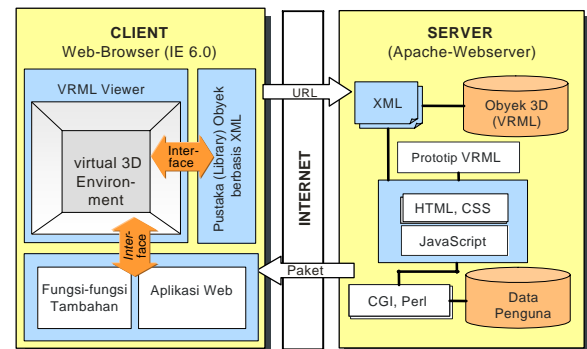 CLIENT
Web-Browser (IE 6.0)
VRML Viewer
virtual 3D
Environ-
ment
Inter-
face
Pustaka (Library) Obyek
berbasis XML
Inter-
face
Fungsi-fungsi
Tambahan
Aplikasi Web
URL
INTERNET
Paket
SERVER
(Apache-Webserver)
XML
Obyek 3D
(VRML)
Prototip VRML
HTML, CSS
JavaScript
CGI, Perl
Data
Penguna